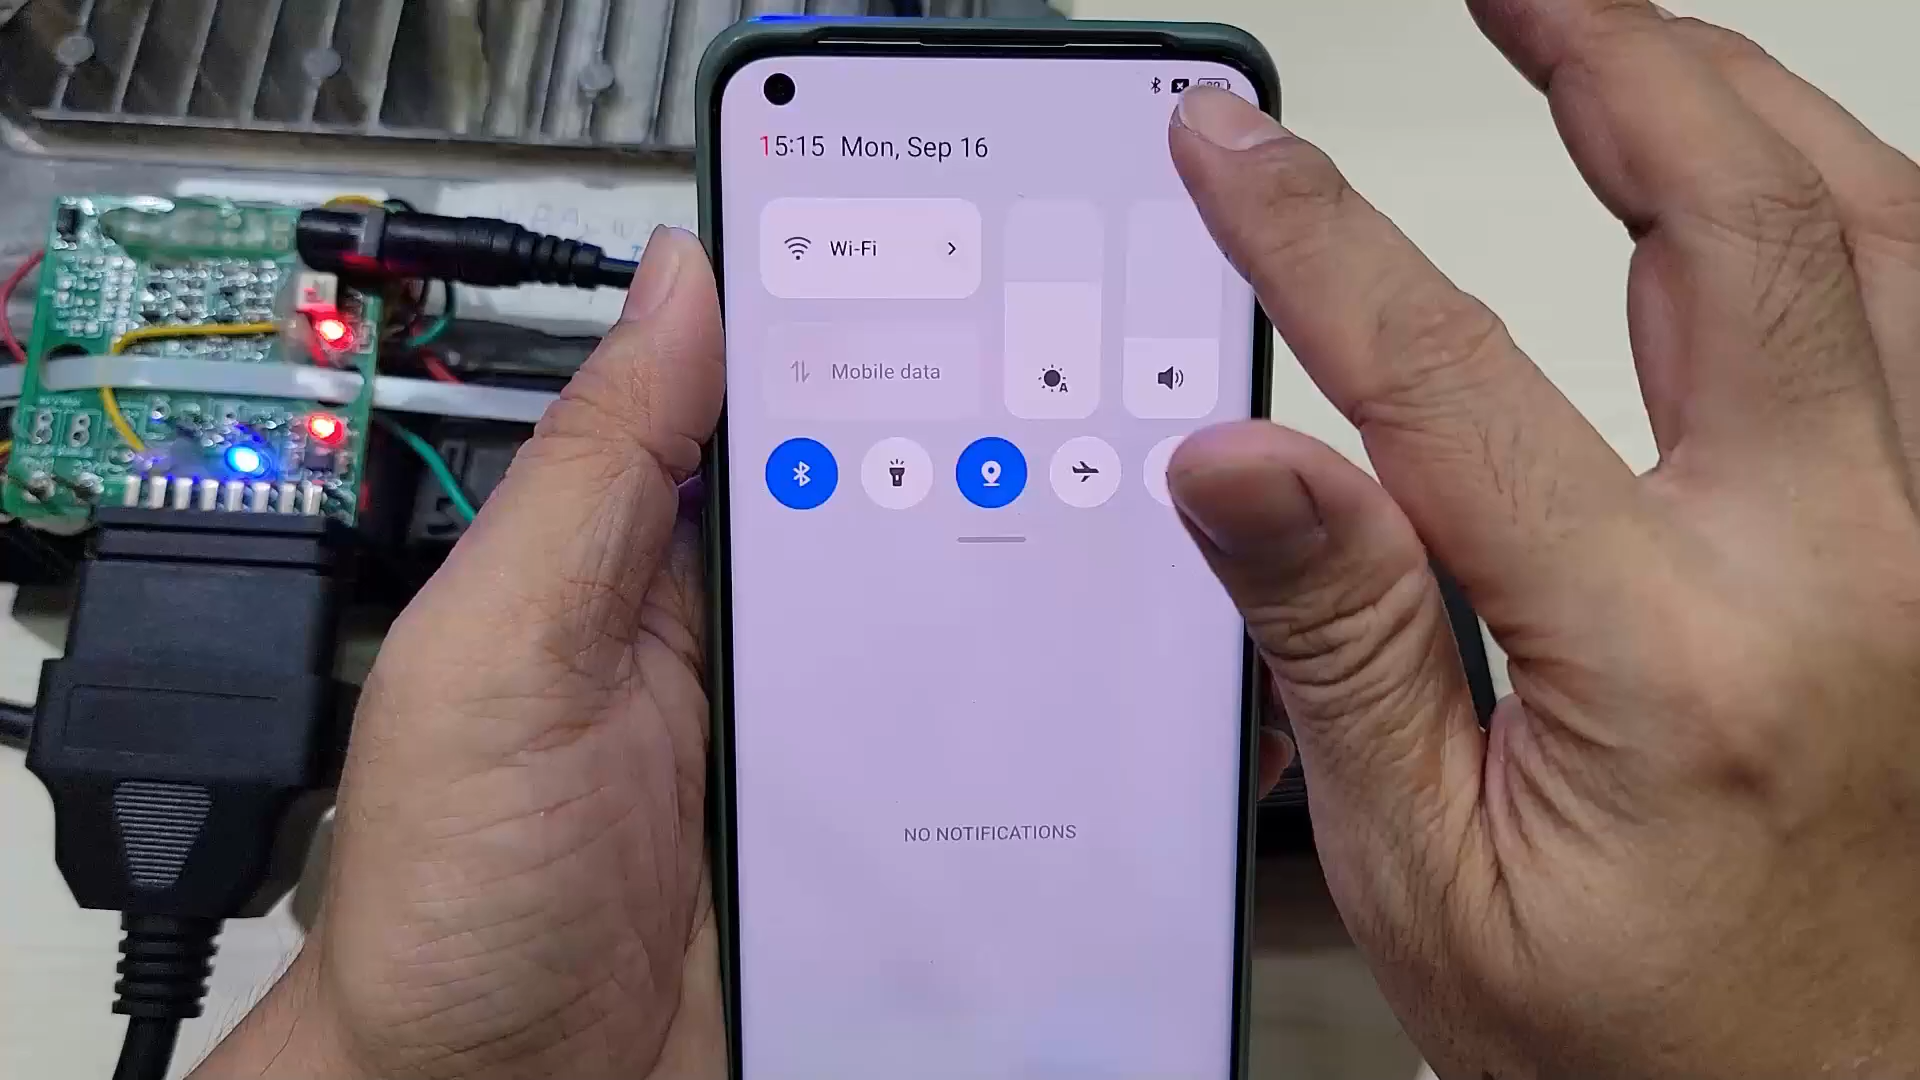 15:15 Mon, Sep 16
Wi-Fi
Mobile data
A
NO NOTIFICATIONS